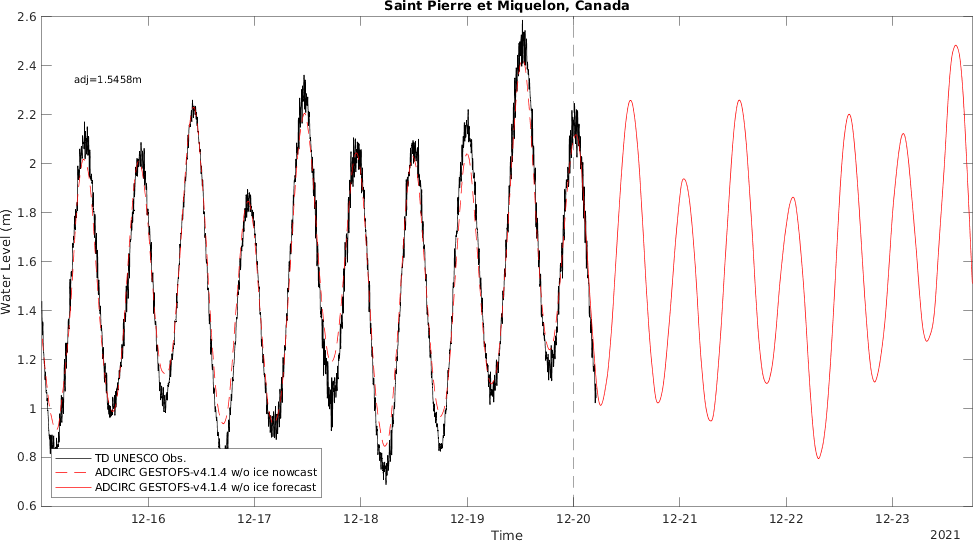 Saint Pierre et Miquelon, Canada
2.6
2.4
adj=1.5458m
2.2
2
1.8
1.6
1.4
1.2
1
0.8
0.6
Water Level (m)
TD UNESCO Obs.
ADCIRC GESTOFS-v4.1.4 w/o ice nowcast
ADCIRC GESTOFS-v4.1.4 w/o ice forecast
12-16 12-17 12-18 12-19 12-20 12-21 12-22 12-23
Time
2021